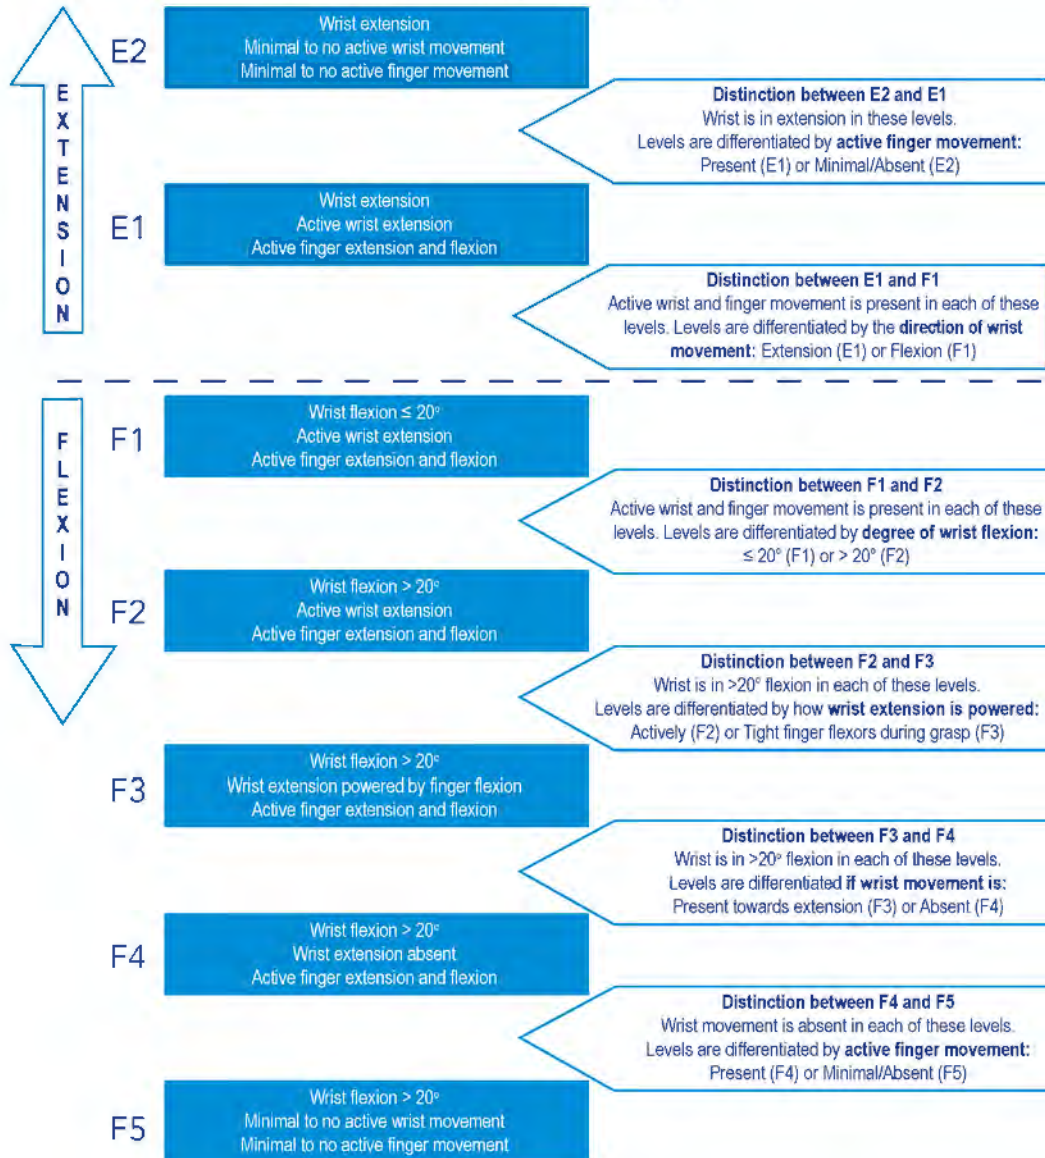 EXTENSION
E2
Wrist extension
Minimal to no active wrist movement
Minimal to no active finger movement
Distinction between E2 and E1
Wrist is in extension in these levels.
Levels are differentiated by active finger movement:
Present (E1) or Minimal/Absent (E2)
E1
Wrist extension
Active wrist extension
Active finger extension and flexion
Distinction between E1 and F1
Active wrist and finger movement is present in each of these
levels. Levels are differentiated by the direction of wrist
movement: Extension (E1) or Flexion (F1)
FLEXION
F1
Wrist flexion ≤ 20°
Active wrist extension
Active finger extension and flexion
Distinction between F1 and F2
Active wrist and finger movement is present in each of these
levels. Levels are differentiated by degree of wrist flexion:
≤ 20° (F1) or > 20° (F2)
F2
Wrist flexion > 20°
Active wrist extension
Active finger extension and flexion
Distinction between F2 and F3
Wrist is in >20° flexion in each of these levels.
Levels are differentiated by how wrist extension is powered:
Actively (F2) or Tight finger flexors during grasp (F3)
F3
Wrist flexion > 20°
Wrist extension powered by finger flexion
Active finger extension and flexion
Distinction between F3 and F4
Wrist is in >20° flexion in each of these levels.
Levels are differentiated if wrist movement is:
Present towards extension (F3) or Absent (F4)
F4
Wrist flexion > 20°
Wrist extension absent
Active finger extension and flexion
Distinction between F4 and F5
Wrist movement is absent in each of these levels.
Levels are differentiated by active finger movement:
Present (F4) or Minimal/Absent (F5)
F5
Wrist flexion > 20°
Minimal to no active wrist movement
Minimal to no active finger movement